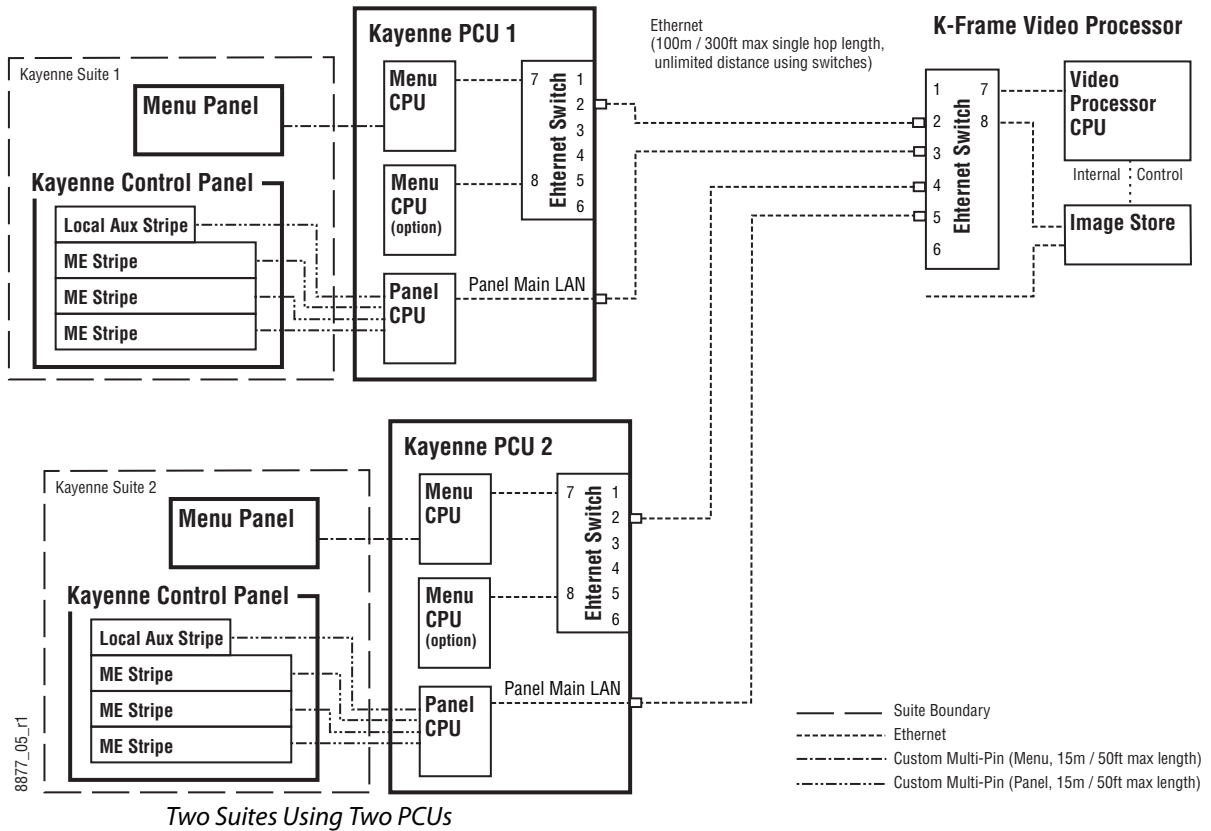 Kayenne Suite 1
Menu Panel
Kayenne Control Panel
Local Aux Stripe
ME Stripe
ME Stripe
ME Stripe
Kayenne PCU 1
Menu
CPU
Menu
CPU
(option)
Panel
CPU
7
8
Ehternet Switch
1
2
3
4
5
6
Panel Main LAN
Ethernet
(100m / 300ft max single hop length,
unlimited distance using switches)
K-Frame Video Processor
1
2
3
4
5
6
Ehternet Switch
7
8
Video
Processor
CPU
Internal
Control
Image Store
Kayenne Suite 2
Menu Panel
Kayenne Control Panel
Local Aux Stripe
ME Stripe
ME Stripe
ME Stripe
Kayenne PCU 2
Menu
CPU
Menu
CPU
(option)
Panel
CPU
7
8
Ehternet Switch
1
2
3
4
5
6
Panel Main LAN
Suite Boundary
Ethernet
Custom Multi-Pin (Menu, 15m / 50ft max length)
Custom Multi-Pin (Panel, 15m / 50ft max length)
8877_05_r1
Two Suites Using Two PCUs